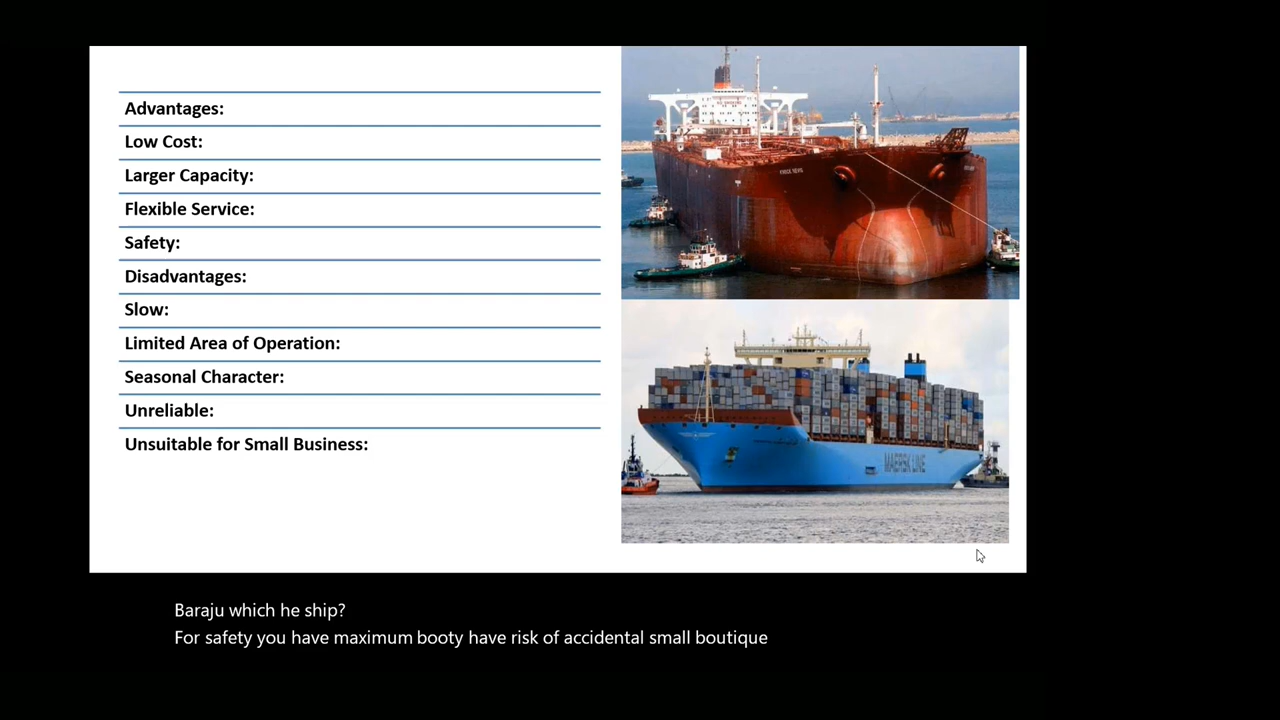 Advantages:
Low Cost:
Larger Capacity:
Flexible Service:
Safety:
Disadvantages:
Slow:
Limited Area of Operation:
Seasonal Character:
Unreliable:
Unsuitable for Small Business:
MAERSK LINE
Baraju which he ship?
For safety you have maximum booty have risk of accidental small boutique